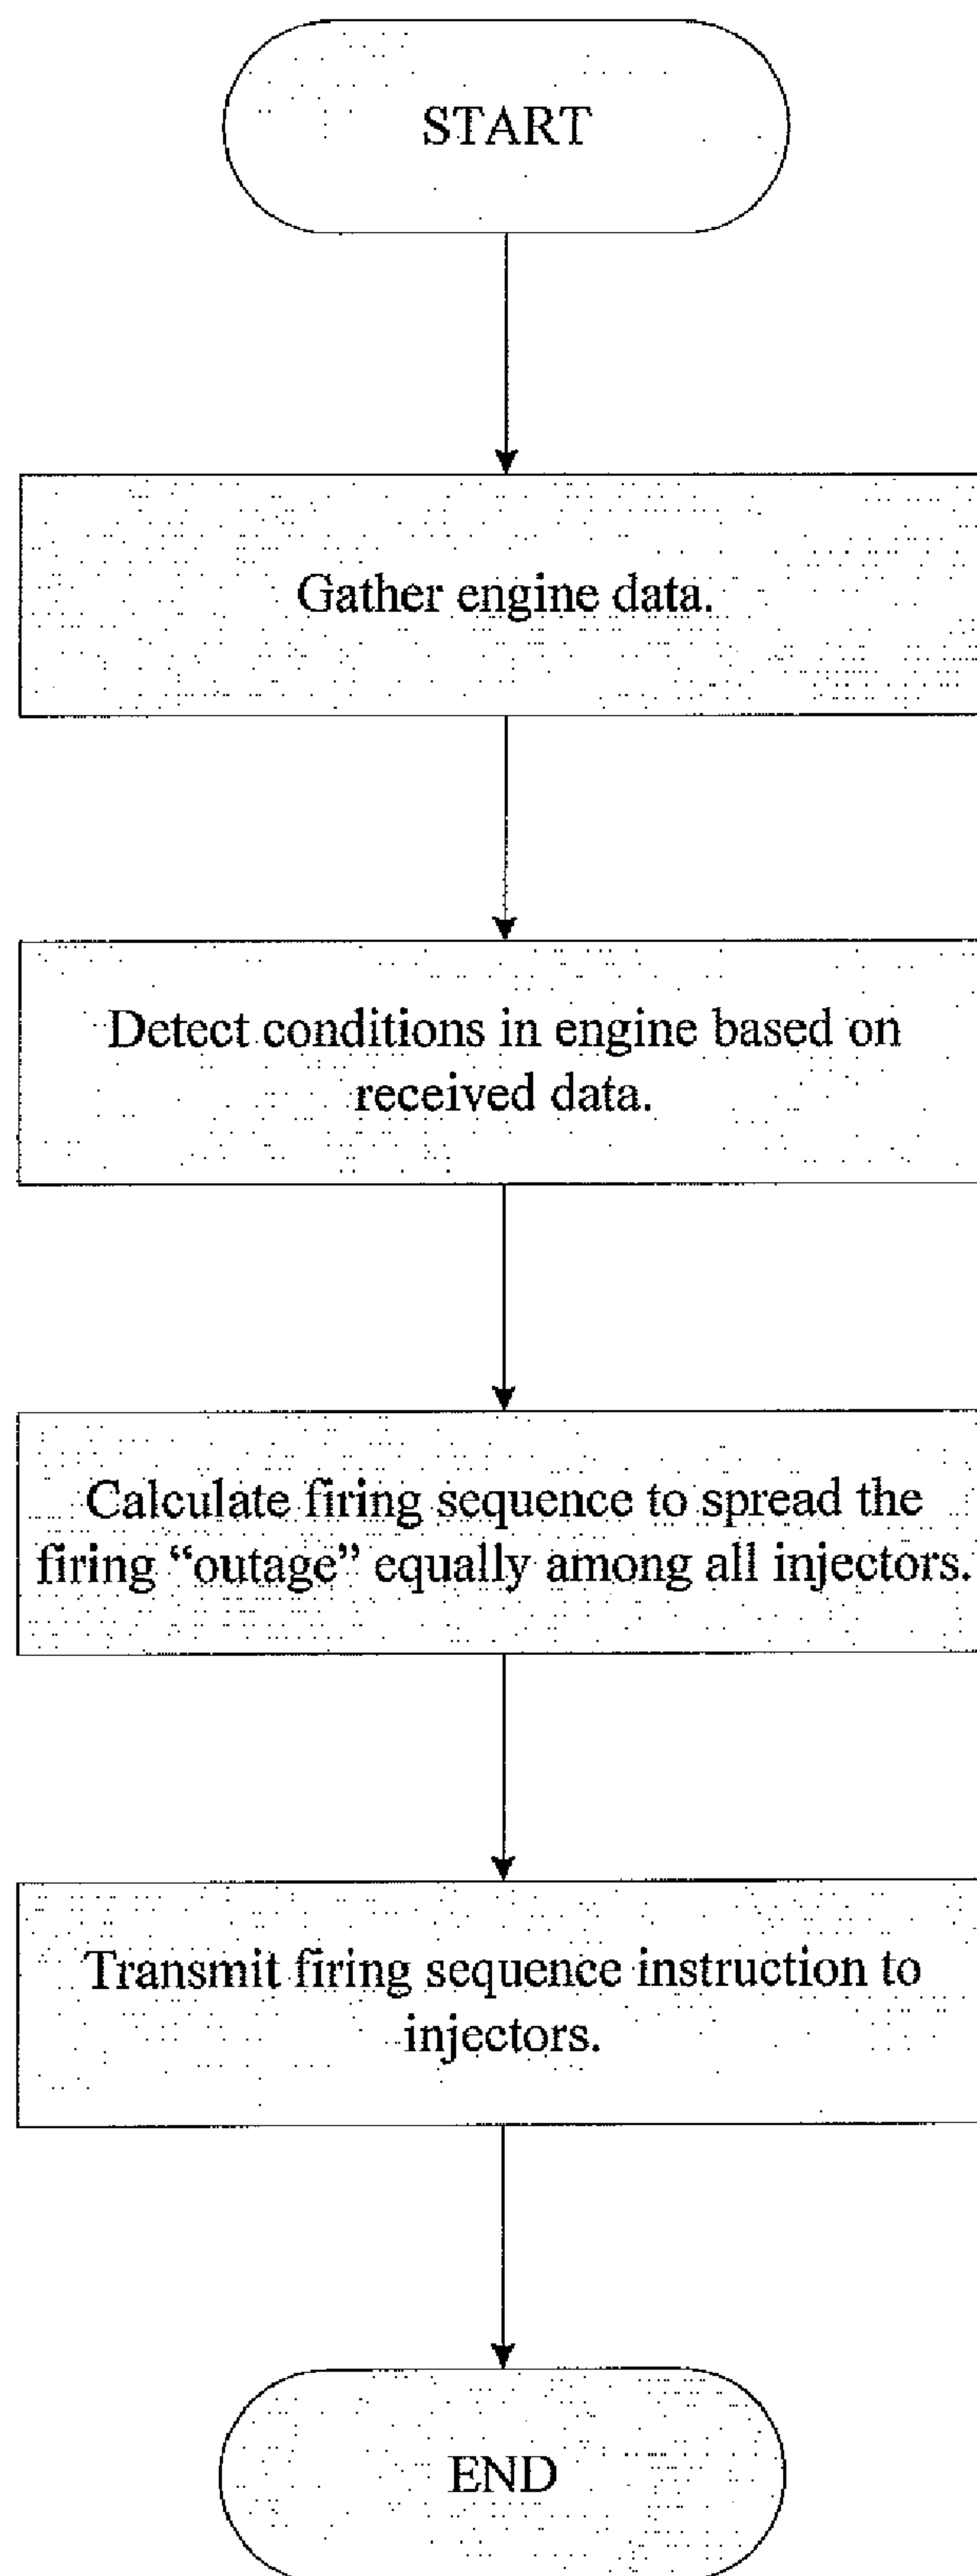 START
Gather engine data.
Detect conditions in engine based on
received data.
Calculate firing sequence to spread the
firing “outage” equally among all injectors.
Transmit firing sequence instruction to
injectors.
END